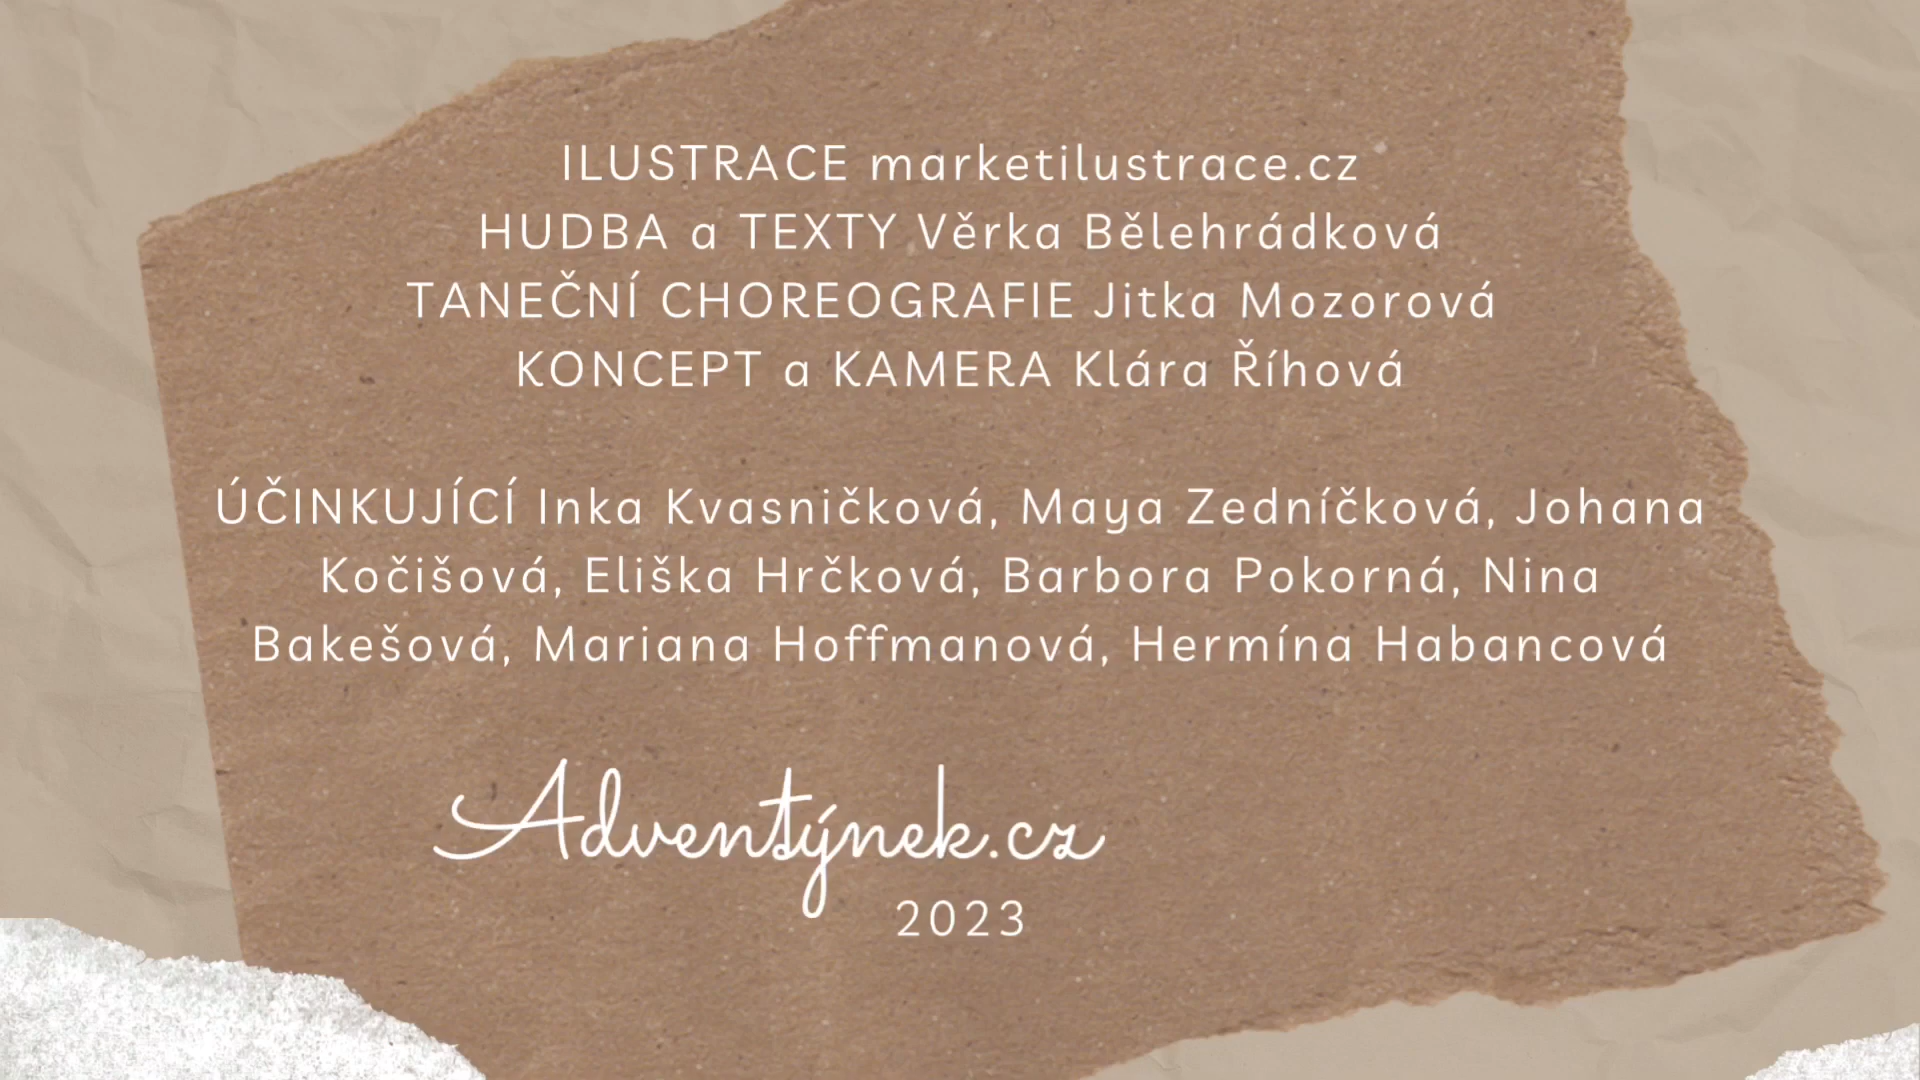 ILUSTRACE marketilustrace.cz
HUDBA a TEXTY Věrka Bělehrádková
TANEČNÍ CHOREOGRAFIE Jitka Mozorová
KONCEPT a KAMERA Klára Říhová
ÚČINKUJÍCÍ Inka Kvasničková, Maya Zedníčková, Johana
Kočišová, Eliška Hrčková, Barbora Pokorná, Nina
Bakešová, Mariana Hoffmanová, Hermína Habancová
Adventýnek.cz
2023